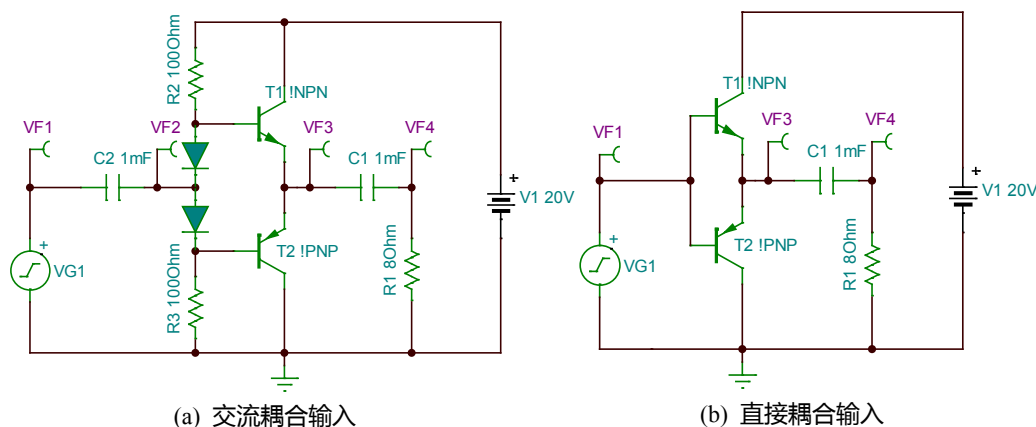 R2 100Ohm
T1 !NPN
VF1
VF2
VF3
VF4
C2 1mF
C1 1mF
+
V1 20V
+
VG1
T2 !PNP
R1 8Ohm
R3 100Ohm
(a) 交流耦合输入
T1 !NPN
VF1
VF3
VF4
C1 1mF
+
V1 20V
+
VG1
T2 !PNP
R1 8Ohm
(b) 直接耦合输入